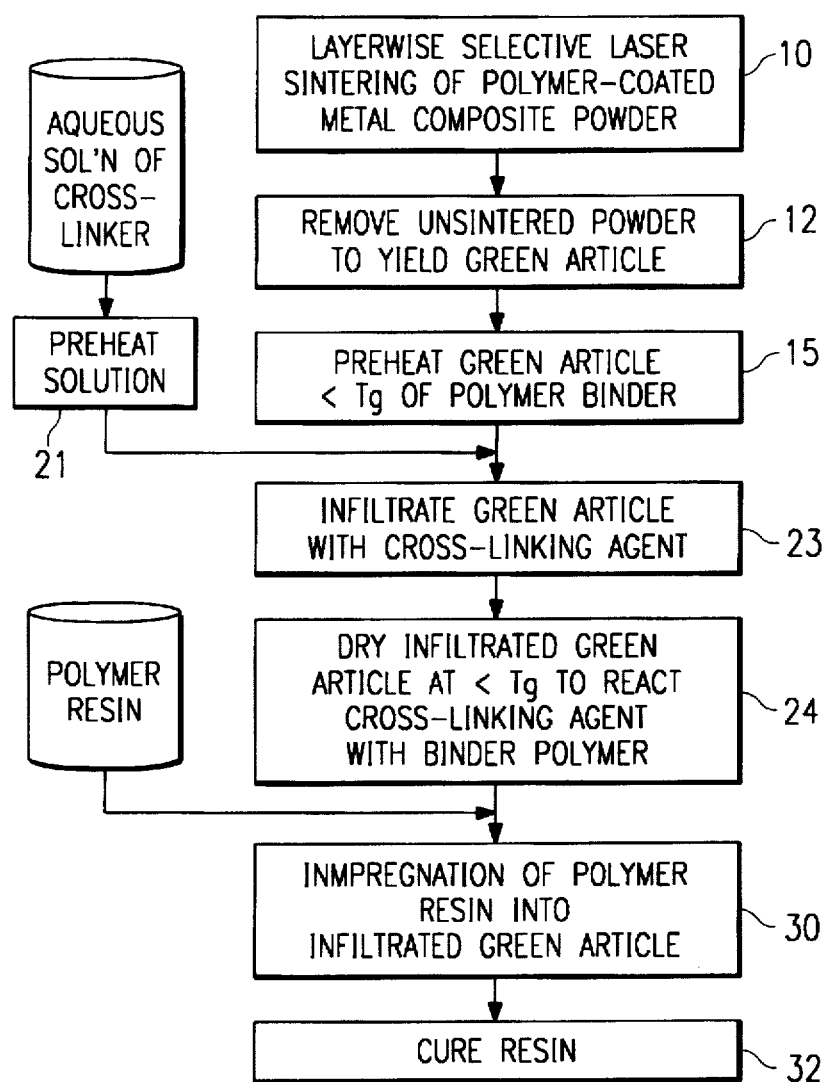 LAYERWISE SELECTIVE LASER
SINTERING OF POLYMER-COATED
METAL COMPOSITE POWDER
10
AQUEOUS
SOL'N OF
CROSS-
LINKER
REMOVE UNSINTERED POWDER
TO YIELD GREEN ARTICLE
12
PREHEAT
SOLUTION
21
PREHEAT GREEN ARTICLE
< Tg OF POLYMER BINDER
15
INFILTRATE GREEN ARTICLE
WITH CROSS-LINKING AGENT
23
POLYMER
RESIN
DRY INFILTRATED GREEN
ARTICLE AT < Tg TO REACT
CROSS-LINKING AGENT
WITH BINDER POLYMER
24
INMPREGNATION OF POLYMER
RESIN INTO
INFILTRATED GREEN ARTICLE
30
CURE RESIN
32